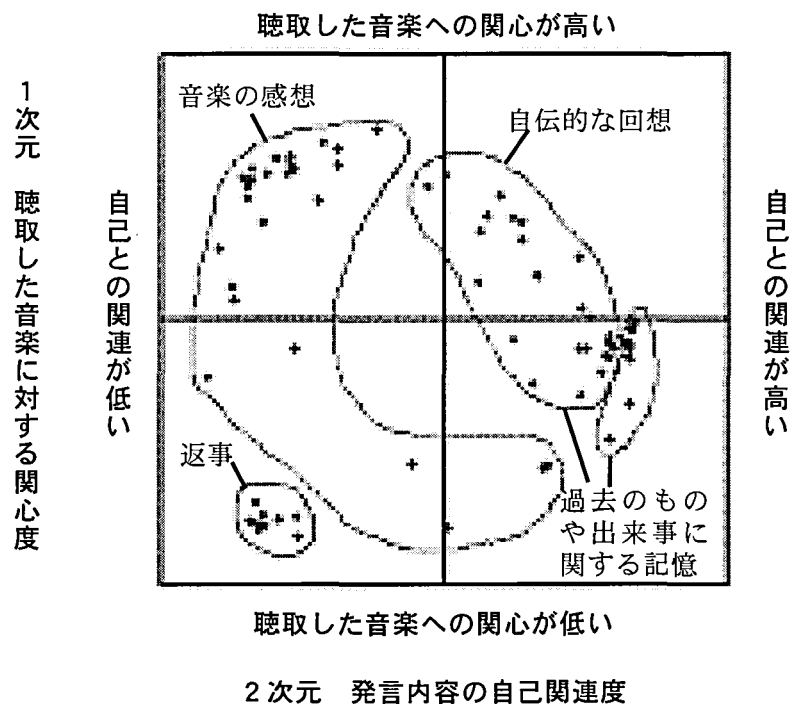 聴取した音楽への関心が高い
1次元 聴取した音楽に対する関心度
自己との関連が低い
音楽の感想
自伝的な回想
自己との関連が高い
返事
過去のもの
や出来事に
関する記憶
聴取した音楽への関心が低い
2次元 発言内容の自己関連度